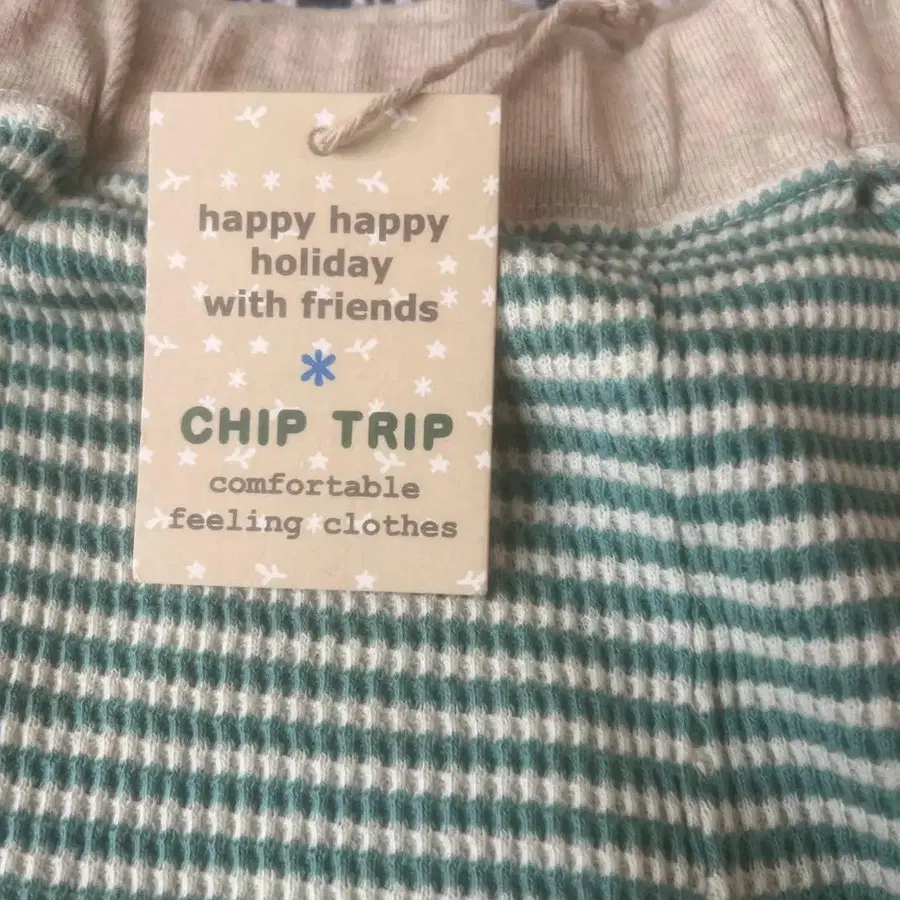 happy happy
holiday
with friends
CHIP TRIP
comfortable
feeling clothes